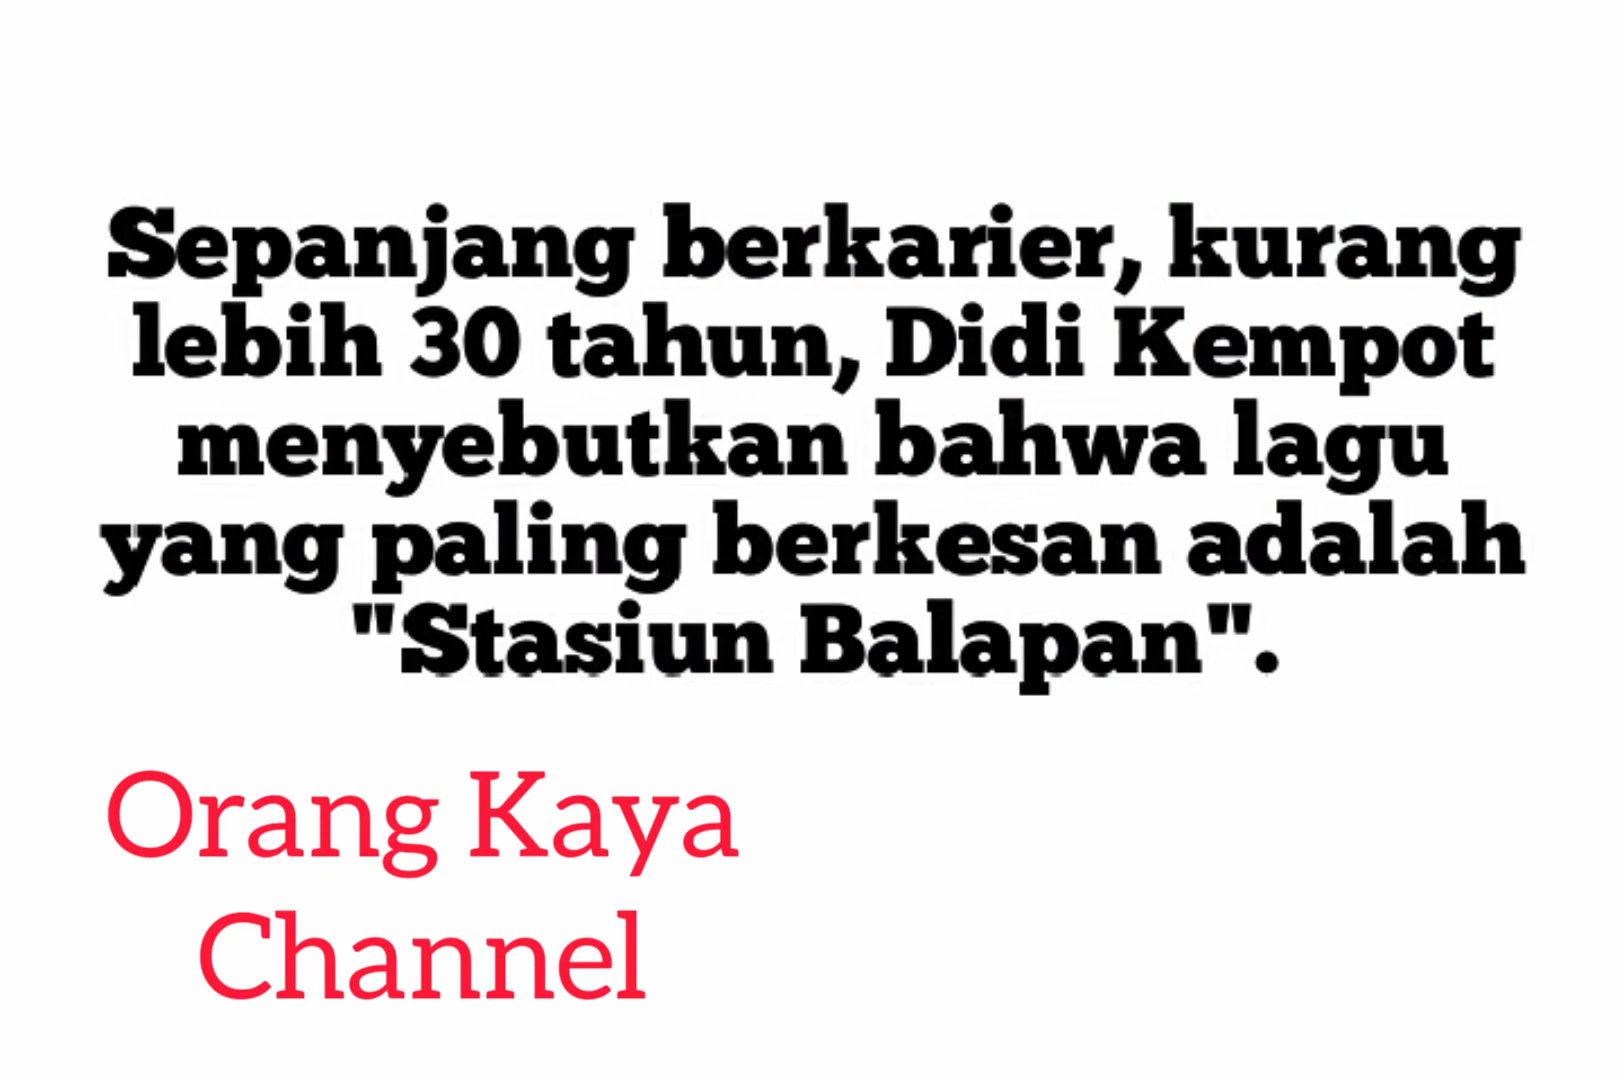 Sepanjang berkarier, kurang
lebih 30 tahun, Didi Kempot
menyebutkan bahwa lagu
yang paling berkesan adalah
"Stasiun Balapan".
Orang Kaya
Channel